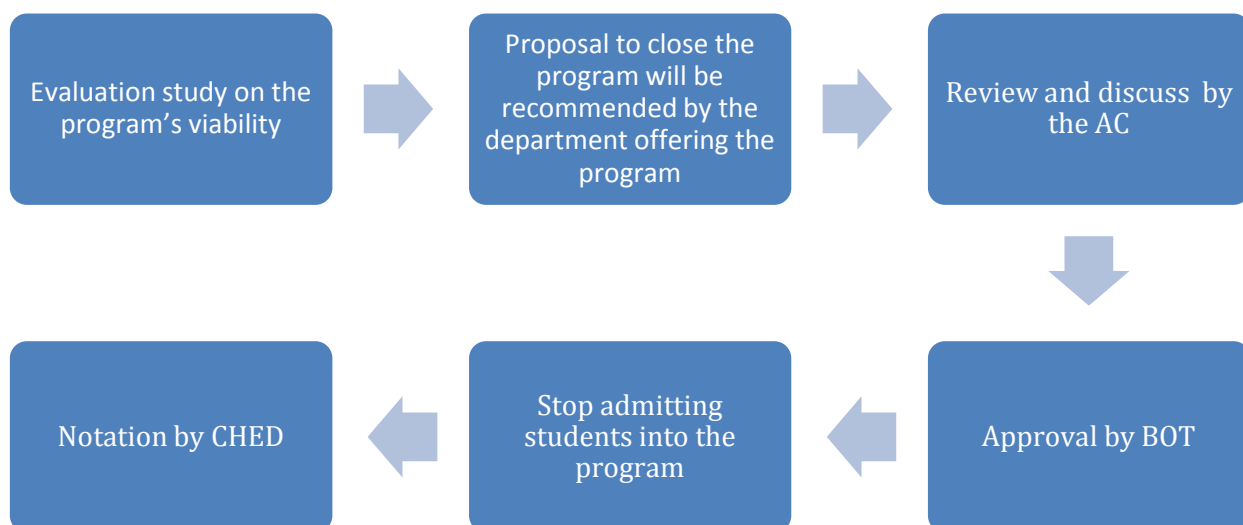 Evaluation study on the
program’s viability
Proposal to close the
program will be
recommended by the
department offering the
program
Review and discuss by
the AC
Approval by BOT
Stop admitting
students into the
program
Notation by CHED